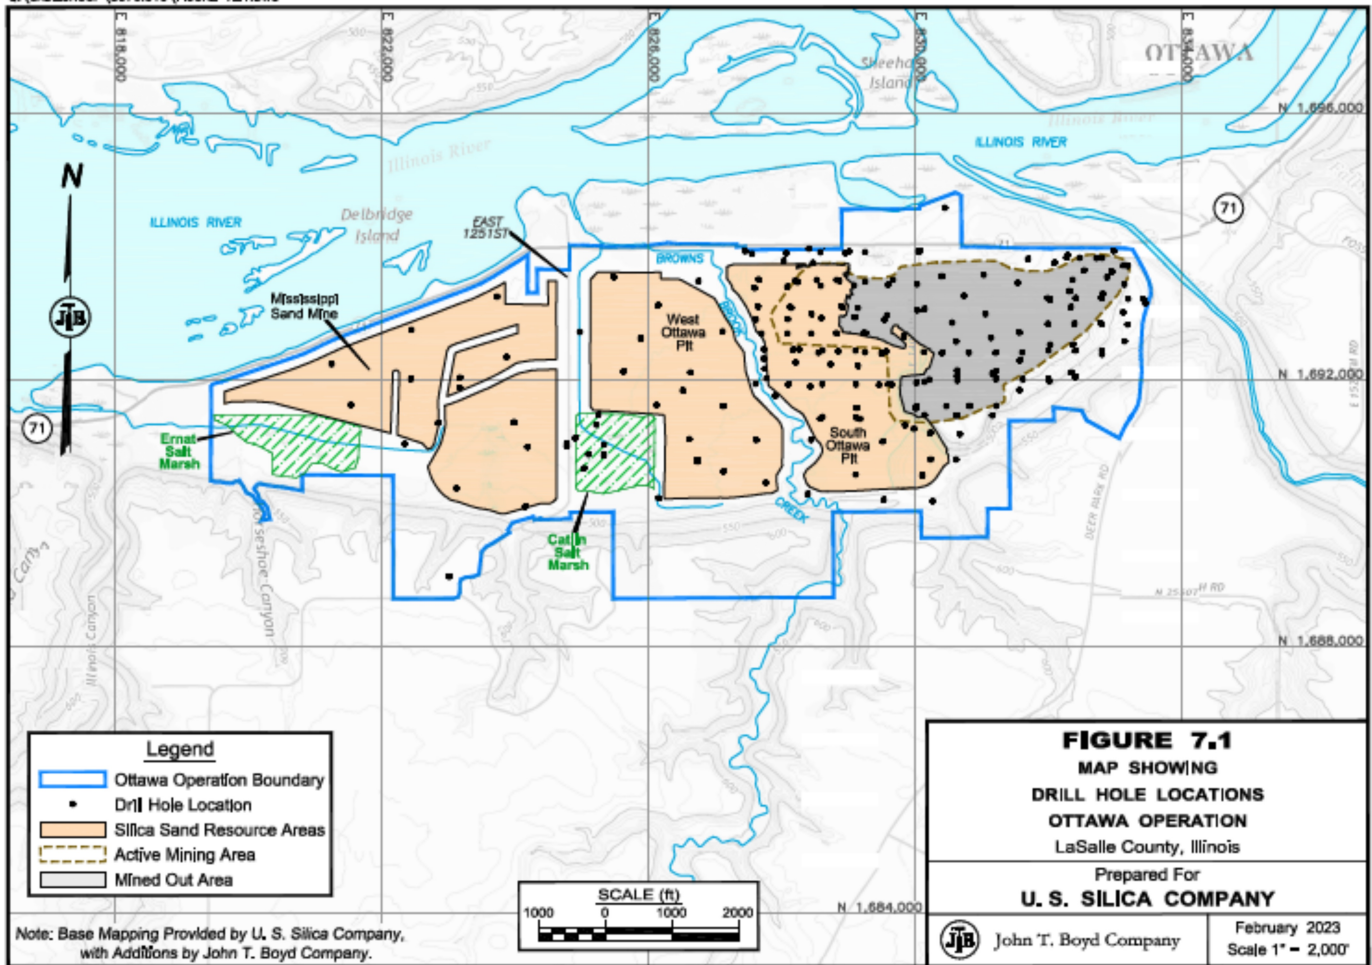 E 818,000
E 822,000
E 826,000
E 834,000
OTTAWA
Island
N 1,696,000
Illinois River
Illinois River
ILLINOIS RIVER
N
71
ILLINOIS RIVER
Delbridge
Island
EAST
1251ST
BROWNS
BROOK
71
Mississippi
Sand Mine
JTB
West
Ottawa
Pit
N 1,692,000
71
Ernat
Salt
Marsh
South
Ottawa
Pit
CREEK
Salt
Marsh
DEER PARK RD
Horseshoe Canyon
Illinois Canyon
N 1,688,000
Legend
Ottawa Operation Boundary
Drill Hole Location
Silica Sand Resource Areas
Active Mining Area
Mined Out Area
SCALE (ft)
1000 0 1000 2000
N 1,684,000
Note: Base Mapping Provided by U. S. Silica Company,
with Additions by John T. Boyd Company.
FIGURE 7.1
MAP SHOWING
DRILL HOLE LOCATIONS
OTTAWA OPERATION
LaSalle County, Illinois
Prepared For
U. S. SILICA COMPANY
JTB
John T. Boyd Company
February 2023
Scale 1" = 2,000'